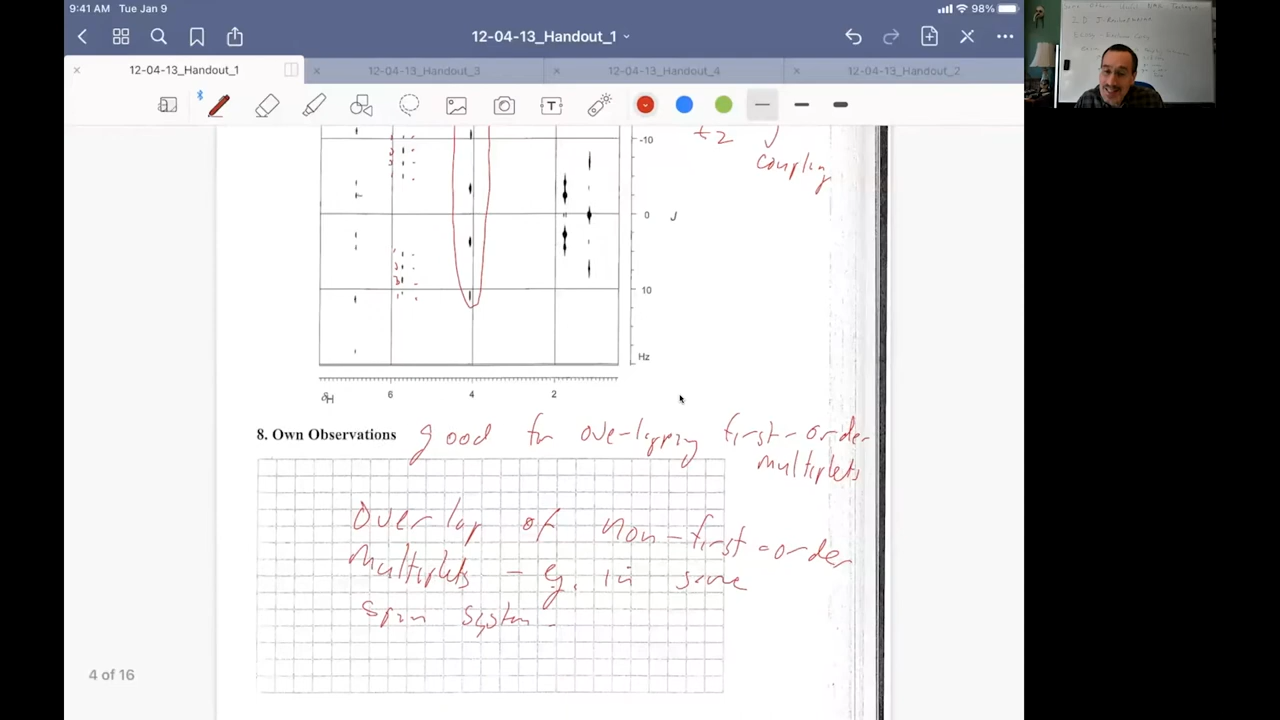 9:41 AM Tue Jan 9
98%
12-04-13_Handout_1
12-04-13_Handout_1
12-04-13_Handout_3
12-04-13_Handout_4
12-04-13_Handout_2
T
t2 J
coupling
-10
0 J
10
Hz
δH 6 4 2
8. Own Observations
good for overlapping first-order
multiplets
Overlap of non-first-order
multiplets - eg. in same
spin system
4 of 16
2D J-